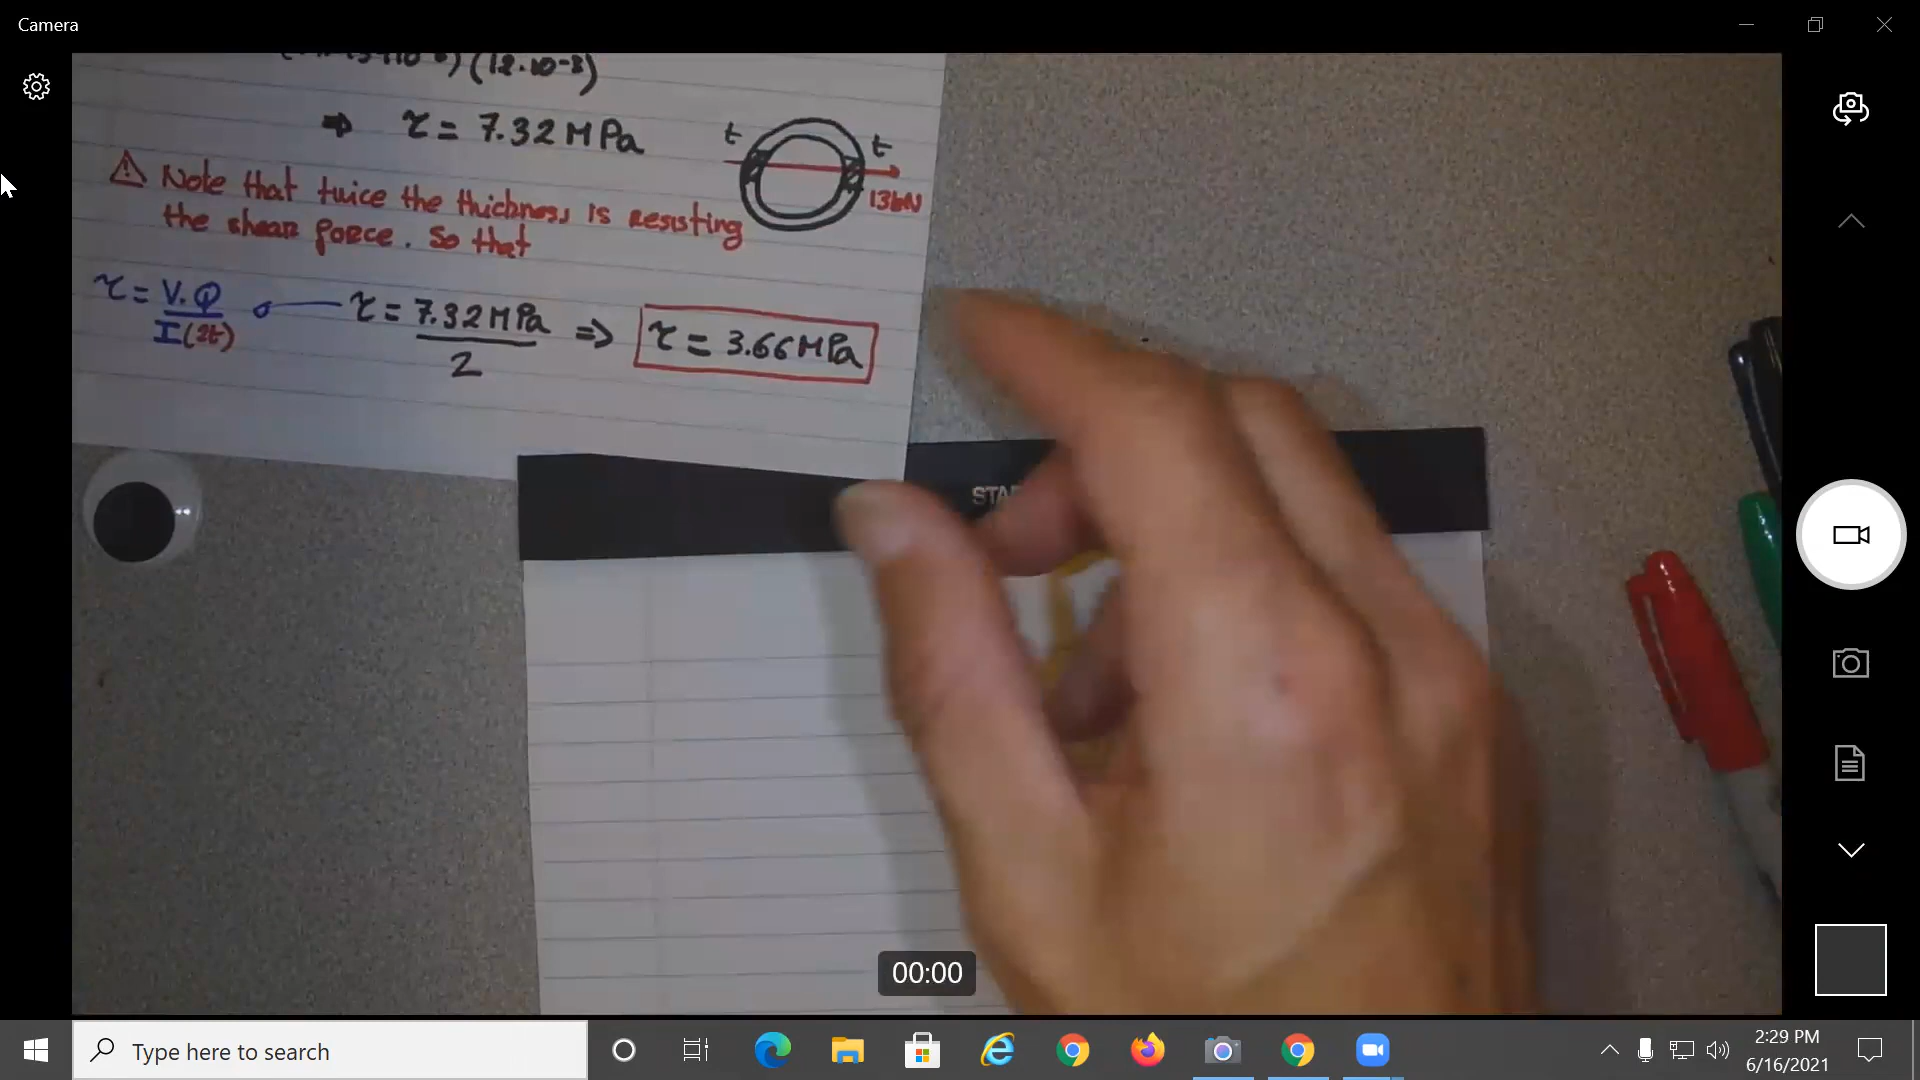 Camera
(12.10-3)
⇒ τ = 7.32 MPa
t t
13kN
⚠ Note that twice the thickness is resisting
the shear force. So that
τ = V.Q / I(2t) τ = 7.32 MPa / 2 ⇒ τ = 3.66 MPa
00:00
Type here to search
2:29 PM
6/16/2021